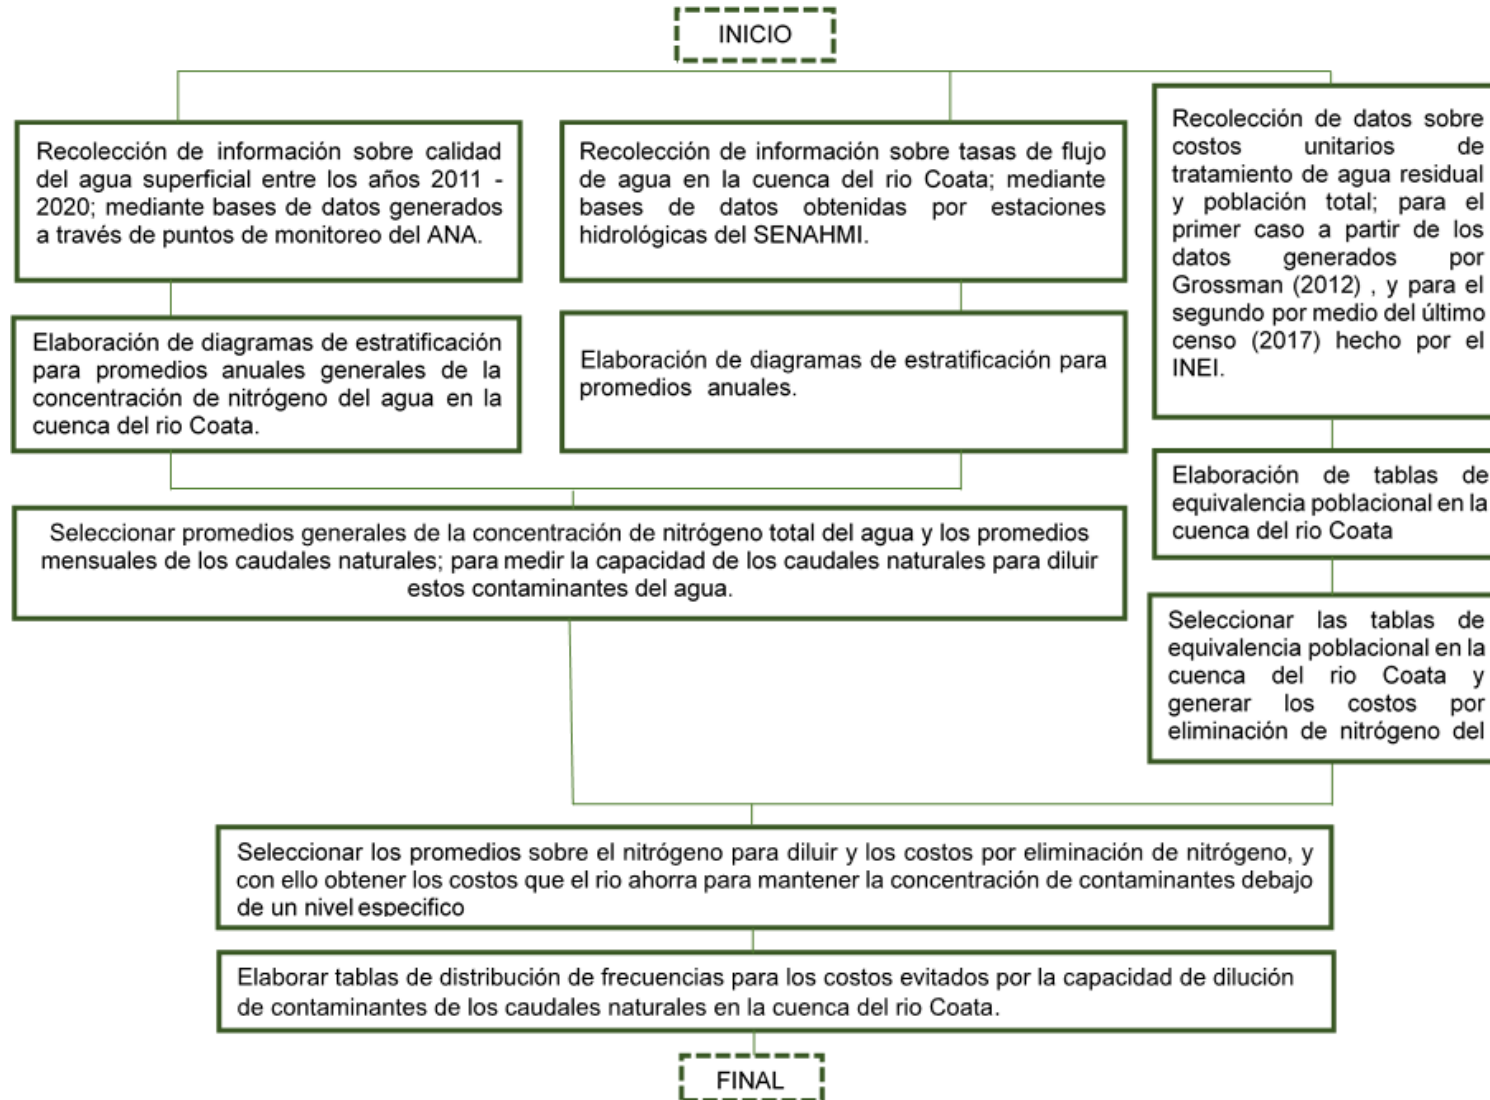 INICIO
Recolección de información sobre calidad
del agua superficial entre los años 2011 -
2020; mediante bases de datos generados
a través de puntos de monitoreo del ANA.
Recolección de información sobre tasas de flujo
de agua en la cuenca del rio Coata; mediante
bases de datos obtenidas por estaciones
hidrológicas del SENAHMI.
Recolección de datos sobre
costos unitarios de
tratamiento de agua residual
y población total; para el
primer caso a partir de los
datos generados por
Grossman (2012) , y para el
segundo por medio del último
censo (2017) hecho por el
INEI.
Elaboración de diagramas de estratificación
para promedios anuales generales de la
concentración de nitrógeno del agua en la
cuenca del rio Coata.
Elaboración de diagramas de estratificación para
promedios anuales.
Elaboración de tablas de
equivalencia poblacional en la
cuenca del rio Coata
Seleccionar promedios generales de la concentración de nitrógeno total del agua y los promedios
mensuales de los caudales naturales; para medir la capacidad de los caudales naturales para diluir
estos contaminantes del agua.
Seleccionar las tablas de
equivalencia poblacional en la
cuenca del rio Coata y
generar los costos por
eliminación de nitrógeno del
Seleccionar los promedios sobre el nitrógeno para diluir y los costos por eliminación de nitrógeno, y
con ello obtener los costos que el rio ahorra para mantener la concentración de contaminantes debajo
de un nivel especifico
Elaborar tablas de distribución de frecuencias para los costos evitados por la capacidad de dilución
de contaminantes de los caudales naturales en la cuenca del rio Coata.
FINAL